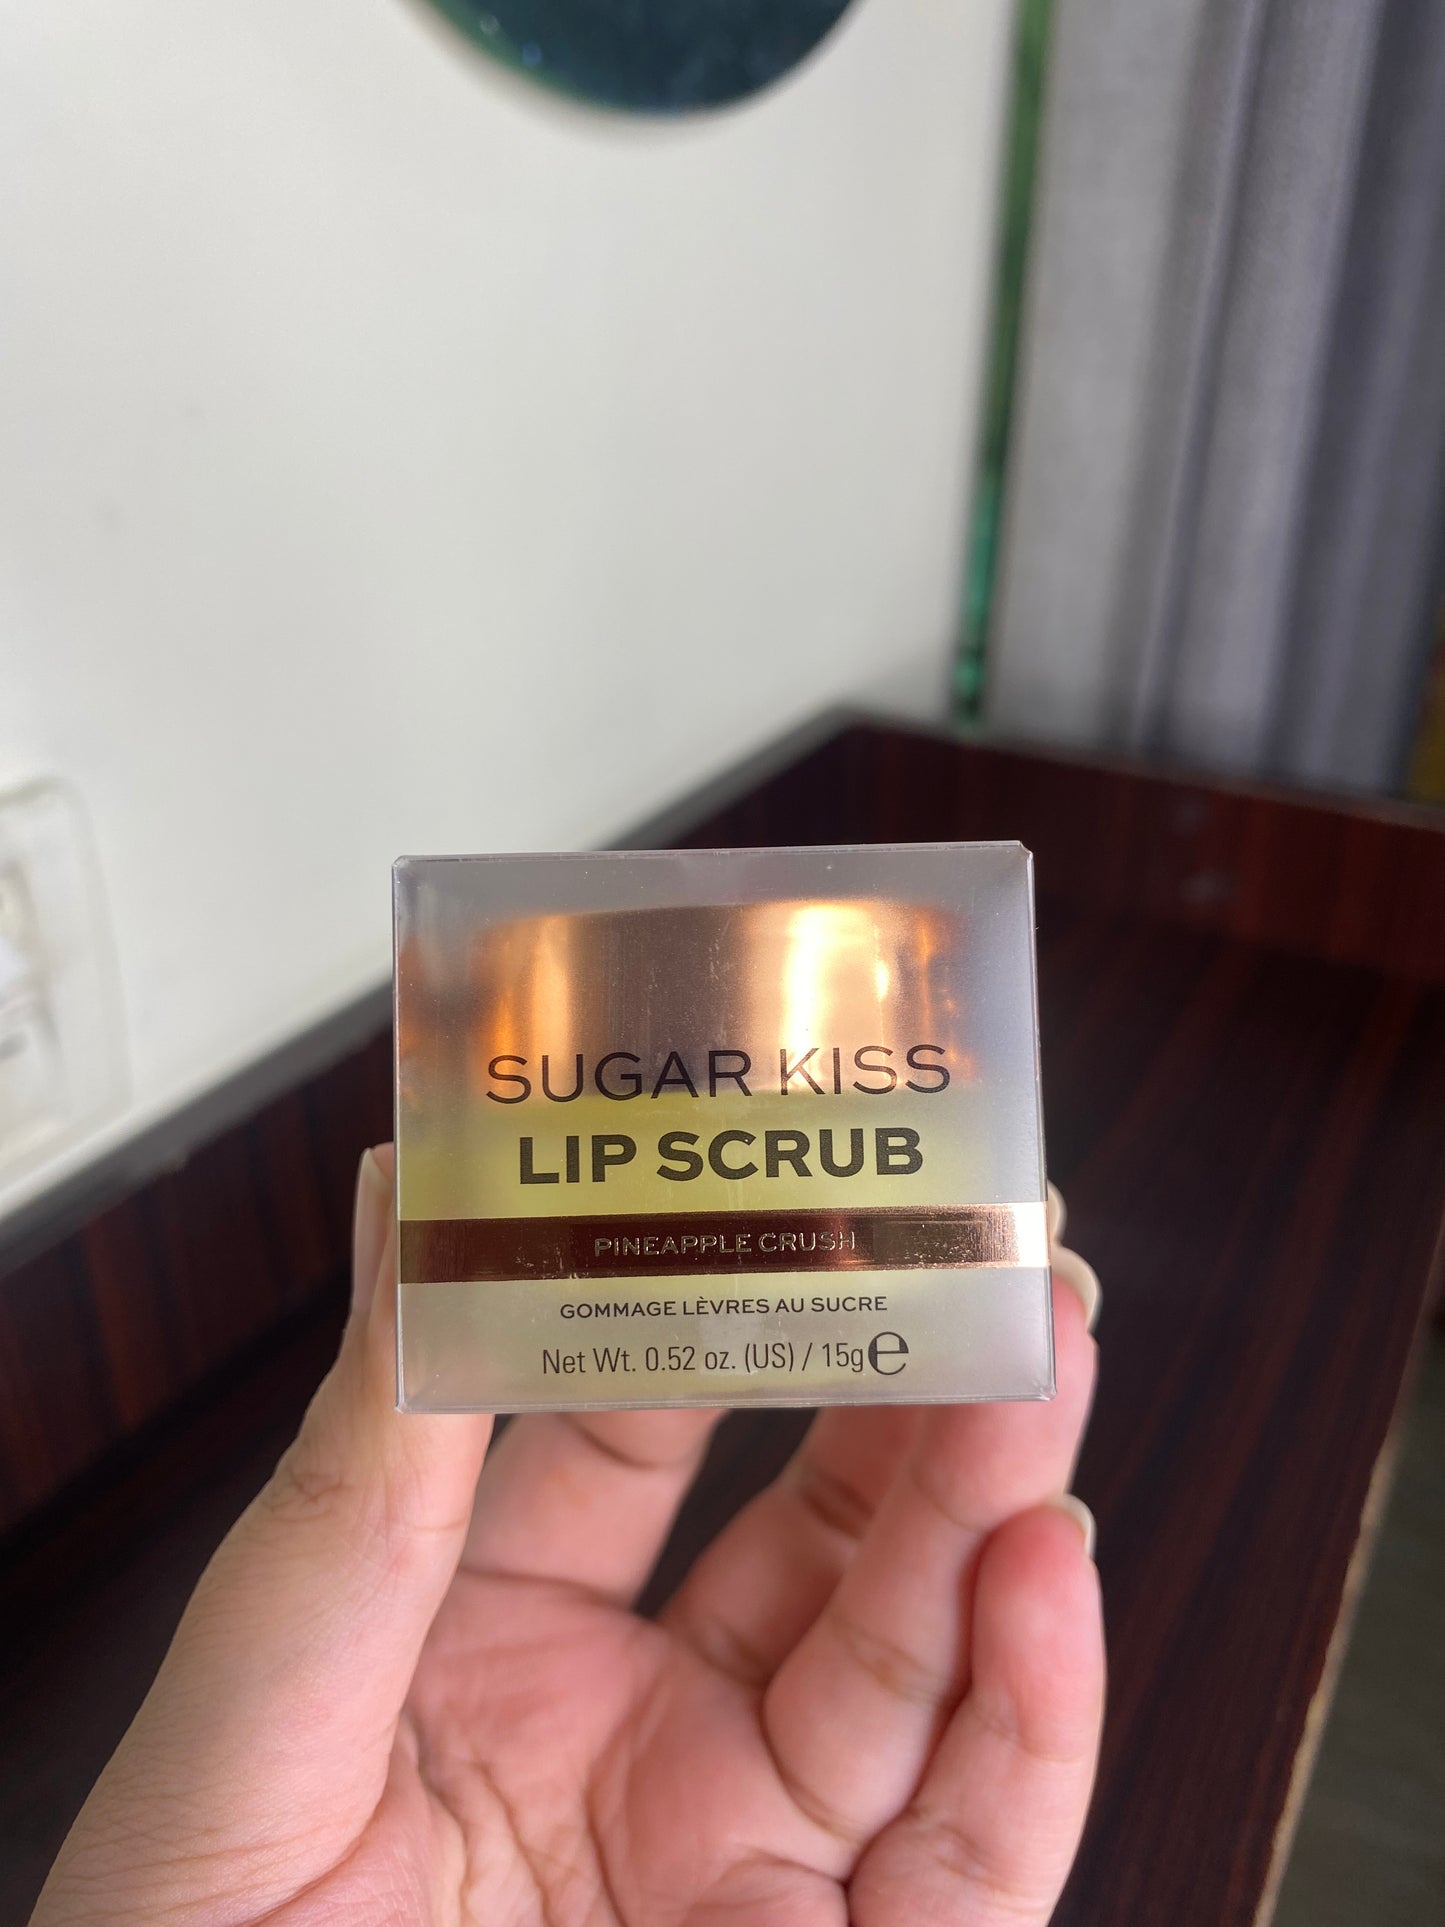 SUGAR KISS
LIP SCRUB
PINEAPPLE CRUSH
GOMMAGE LÈVRES AU SUCRE
Net Wt. 0.52 oz. (US) / 15g ℮